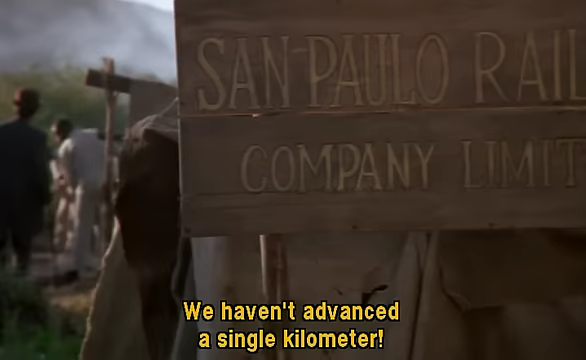 SAN-PAULO RAIL
COMPANY LIMIT
We haven't advanced
a single kilometer!